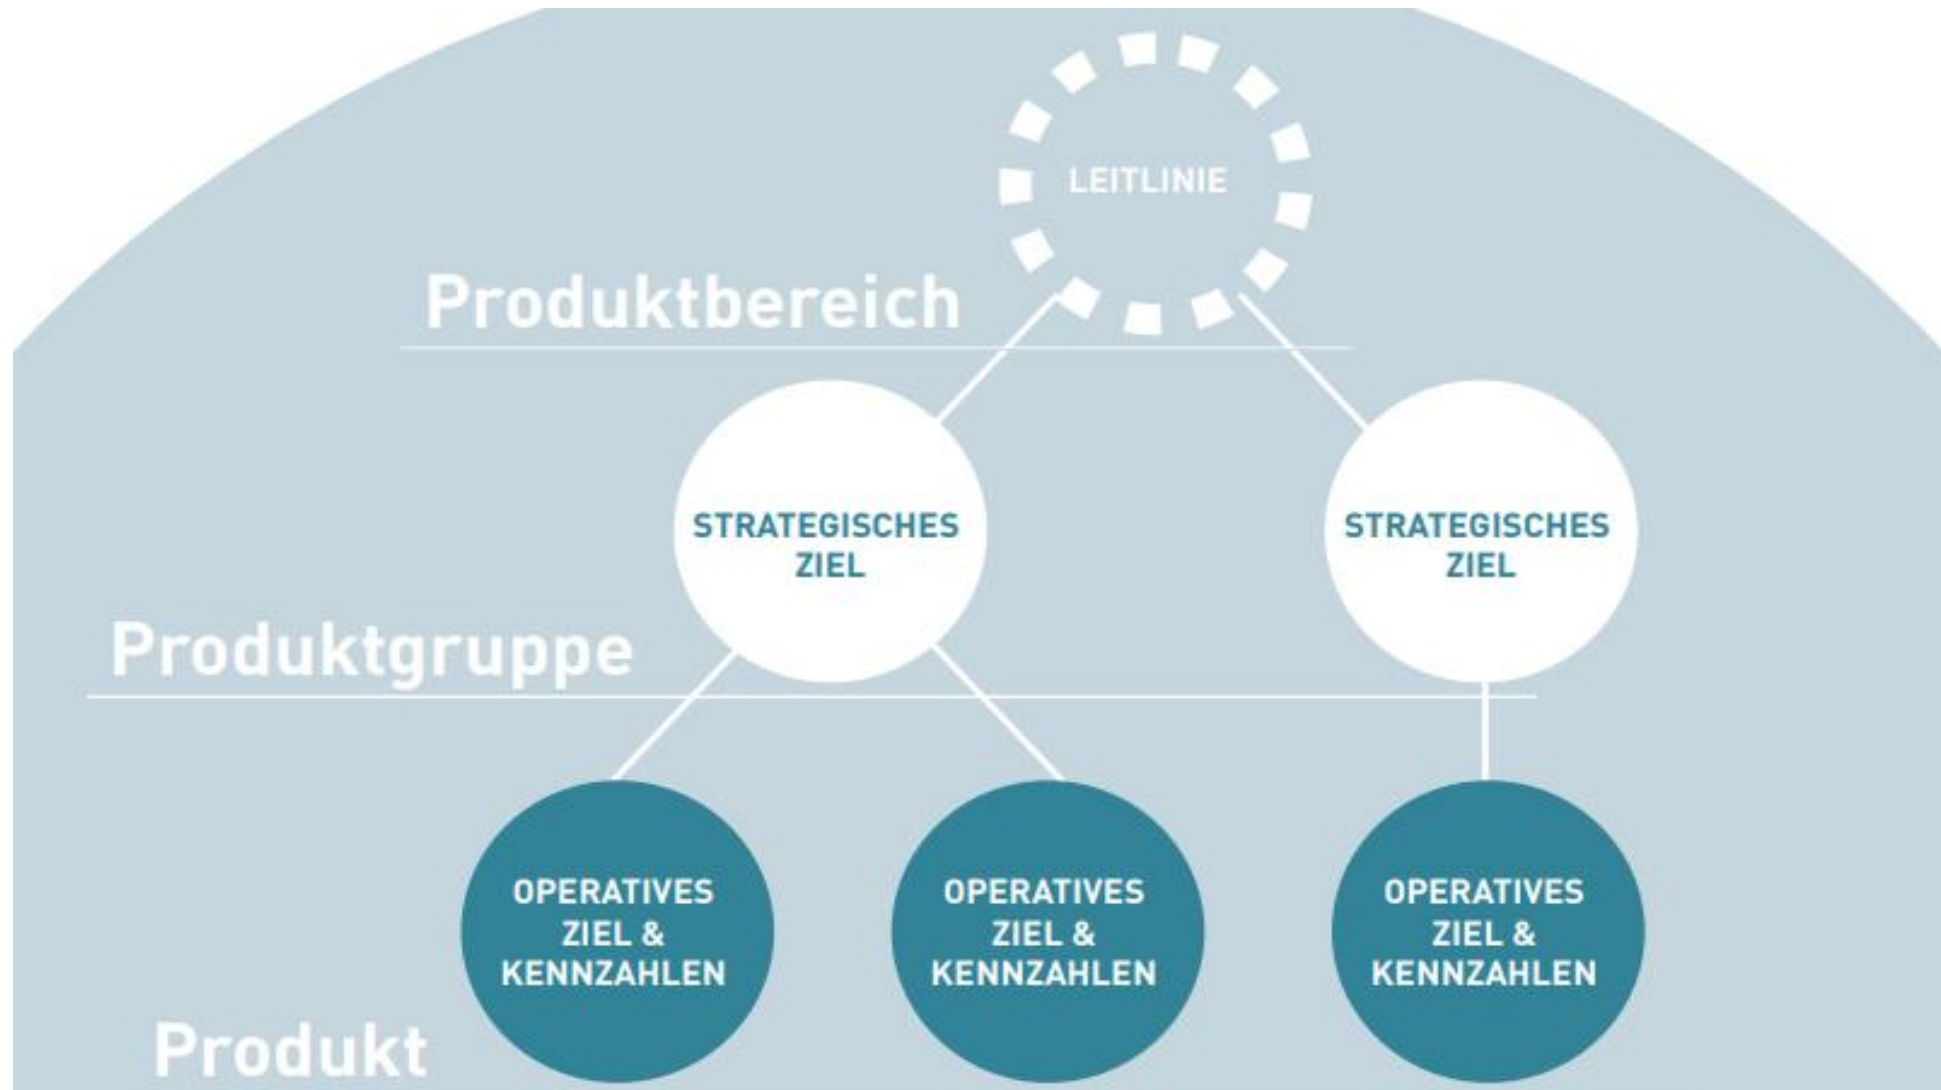 LEITLINIE
Produktbereich
STRATEGISCHES
ZIEL
STRATEGISCHES
ZIEL
Produktgruppe
OPERATIVES
ZIEL &
KENNZAHLEN
OPERATIVES
ZIEL &
KENNZAHLEN
OPERATIVES
ZIEL &
KENNZAHLEN
Produkt